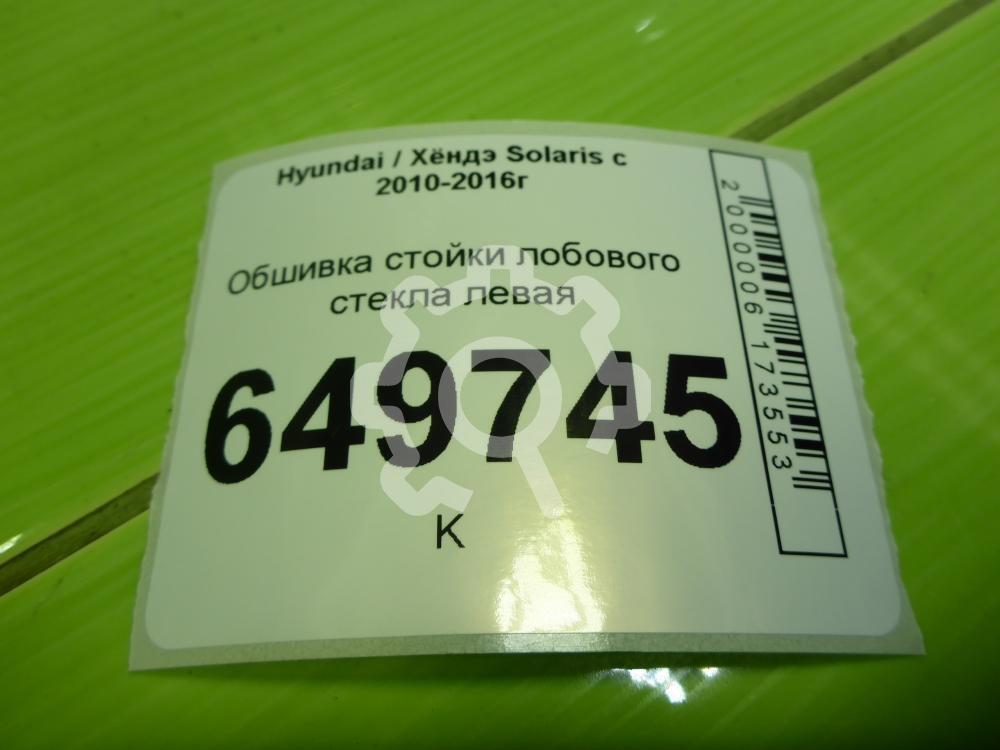 Hyundai / Хёндэ Solaris с
2010-2016г
Обшивка стойки лобового
стекла левая
649745
К
2000006173553